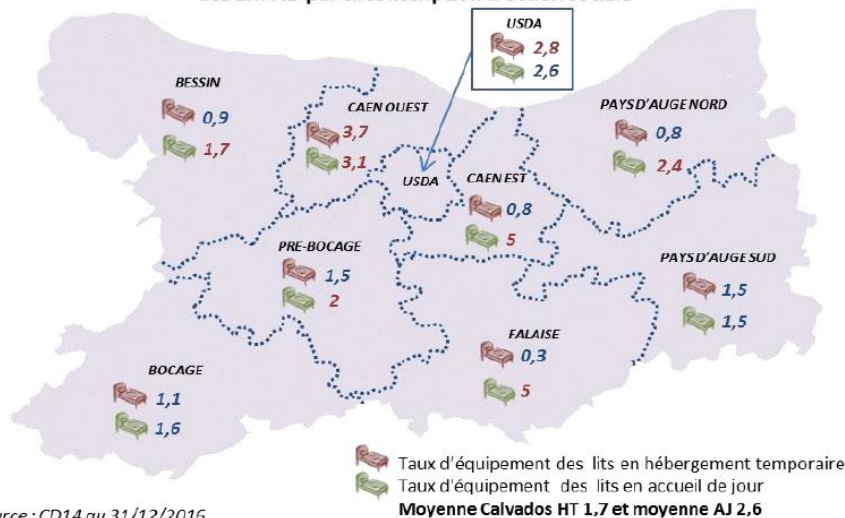 USDA
2,8
2,6
BESSIN
0,9
1,7
CAEN OUEST
3,7
3,1
PAYS D'AUGE NORD
0,8
2,4
USDA
CAEN EST
0,8
5
PRE-BOCAGE
1,5
2
PAYS D'AUGE SUD
1,5
1,5
FALAISE
0,3
5
BOCAGE
1,1
1,6
Taux d'équipement des lits en hébergement temporaire
Taux d'équipement des lits en accueil de jour
Moyenne Calvados HT 1,7 et moyenne AJ 2,6
: CD14 au 31/12/2016